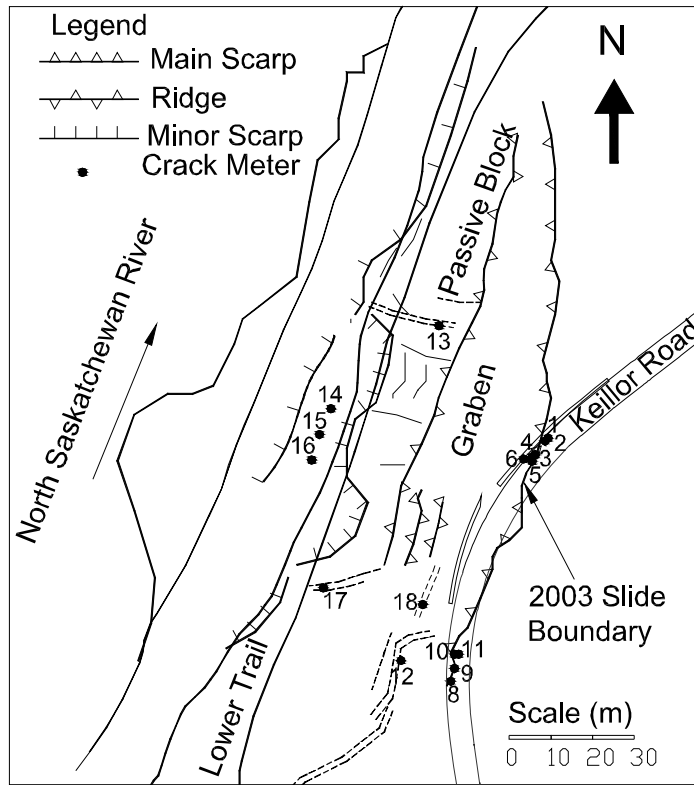 Legend
Main Scarp
Ridge
Minor Scarp
Crack Meter
N
North Saskatchewan River
Passive Block
13
Graben
Keillor Road
14
15
16
1
2
4
3
6
5
17
18
2003 Slide
Boundary
10
11
12
9
8
Lower Trail
Scale (m)
0 10 20 30